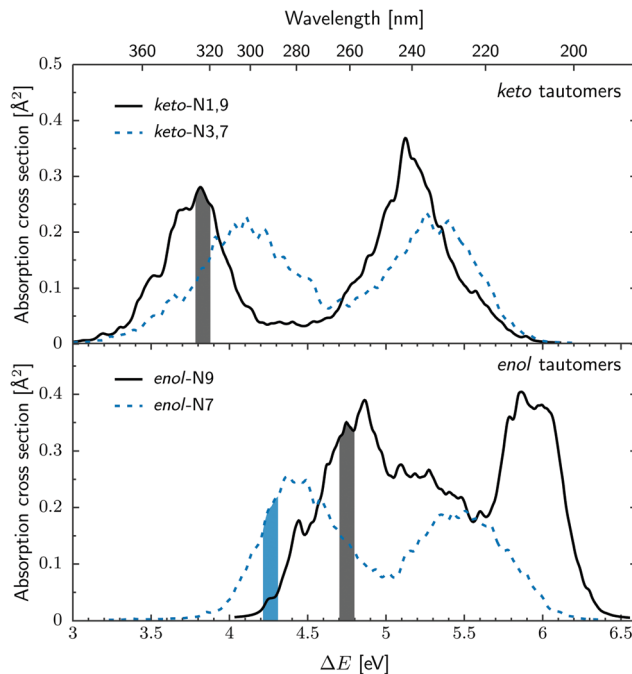 Wavelength [nm]
360 340 320 300 280 260 240 220 200
0.5
keto tautomers
keto-N1,9
keto-N3,7
0.4
0.3
0.2
0.1
0
Absorption cross section [Å²]
enol tautomers
enol-N9
enol-N7
0.4
0.3
0.2
0.1
0
Absorption cross section [Å²]
3 3.5 4 4.5 5 5.5 6 6.5
ΔE [eV]